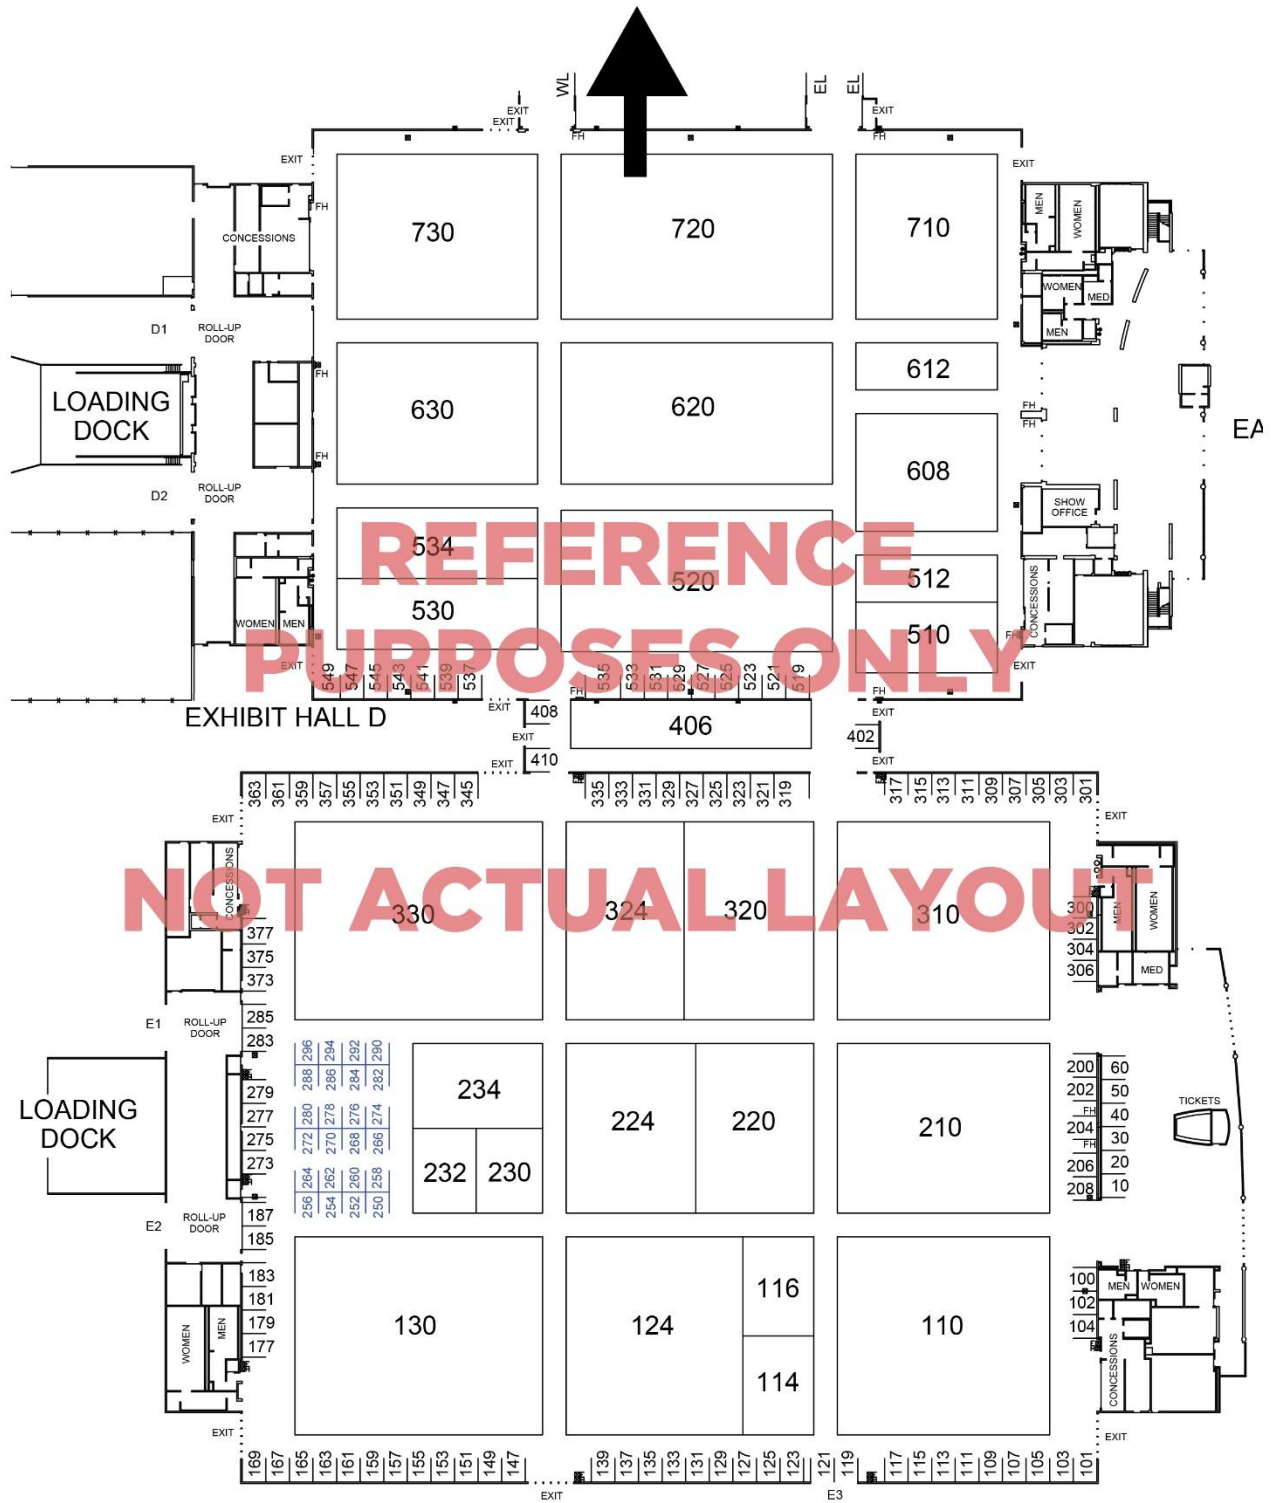 WL
EL
EL
EXIT
EXIT
EXIT
FH
FH
EXIT
EXIT
FH
CONCESSIONS
730
720
710
MEN
WOMEN
WOMEN
MED
MEN
D1
ROLL-UP
DOOR
LOADING
DOCK
FH
FH
630
620
612
608
FH
FH
EA
D2
ROLL-UP
DOOR
SHOW
OFFICE
534
530
520
512
510
REFERENCE
PURPOSES ONLY
CONCESSIONS
WOMEN
MEN
EXIT
FH
EXIT
549 547 545 543 541 539 537
FH
535 533 531 529 527 525 523 521 519
FH
EXHIBIT HALL D
EXIT
408
406
EXIT
402
EXIT
410
EXIT
EXIT
363 361 359 357 355 353 351 349 347 345
335 333 331 329 327 325 323 321 319
317 315 313 311 309 307 305 303 301
EXIT
EXIT
CONCESSIONS
NOT ACTUAL LAYOUT
330
324
320
310
300
302
304
306
MEN
WOMEN
MED
377
375
373
285
283
E1
ROLL-UP
DOOR
296 294 292 290
288 286 284 282
280 278 276 274
272 270 268 266
264 262 260 258
256 254 252 250
234
232
230
224
220
210
200
202
FH
204
FH
206
208
60
50
40
30
20
10
TICKETS
LOADING
DOCK
279
277
275
273
187
185
E2
ROLL-UP
DOOR
183
181
179
177
WOMEN
MEN
130
124
116
114
110
100
102
104
MEN
WOMEN
CONCESSIONS
EXIT
EXIT
169 167 165 163 161 159 157 155 153 151 149 147
139 137 135 133 131 129 127 125 123 121 119
117 115 113 111 109 107 105 103 101
EXIT
E3